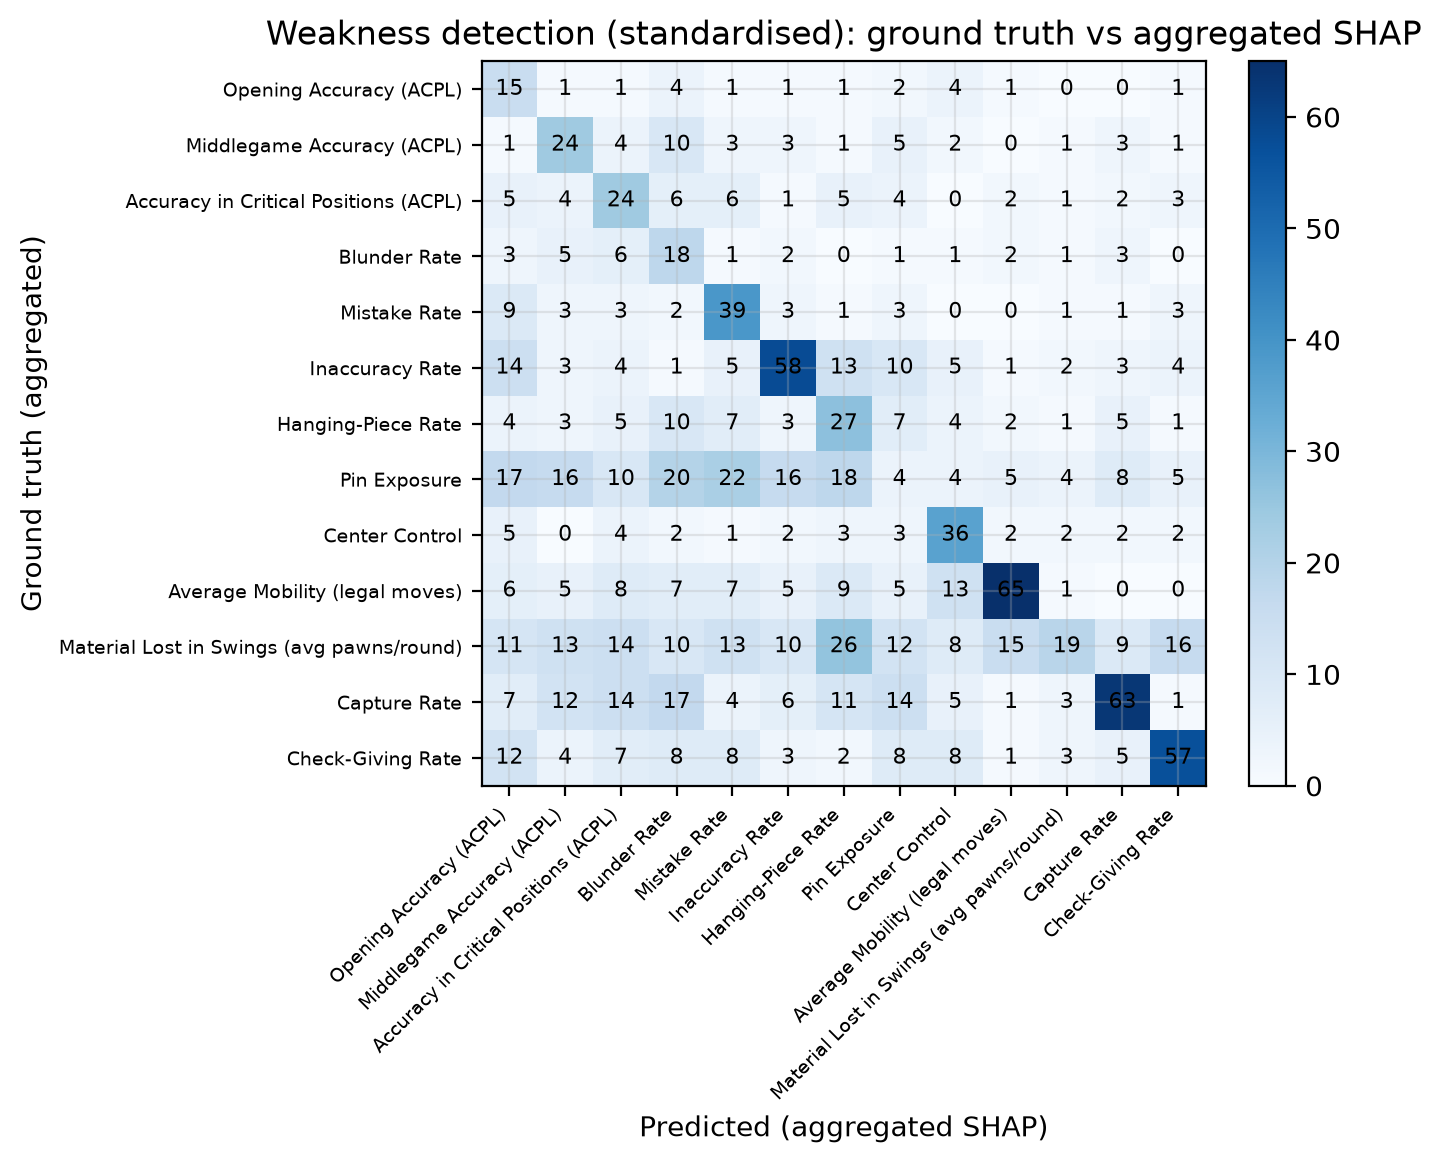 Weakness detection (standardised): ground truth vs aggregated SHAP
Ground truth (aggregated)
Opening Accuracy (ACPL) 15 1 1 4 1 1 1 2 4 1 0 0 1
Middlegame Accuracy (ACPL) 1 24 4 10 3 3 1 5 2 0 1 3 1
Accuracy in Critical Positions (ACPL) 5 4 24 6 6 1 5 4 0 2 1 2 3
Blunder Rate 3 5 6 18 1 2 0 1 1 2 1 3 0
Mistake Rate 9 3 3 2 39 3 1 3 0 0 1 1 3
Inaccuracy Rate 14 3 4 1 5 58 13 10 5 1 2 3 4
Hanging-Piece Rate 4 3 5 10 7 3 27 7 4 2 1 5 1
Pin Exposure 17 16 10 20 22 16 18 4 4 5 4 8 5
Center Control 5 0 4 2 1 2 3 3 36 2 2 2 2
Average Mobility (legal moves) 6 5 8 7 7 5 9 5 13 65 1 0 0
Material Lost in Swings (avg pawns/round) 11 13 14 10 13 10 26 12 8 15 19 9 16
Capture Rate 7 12 14 17 4 6 11 14 5 1 3 63 1
Check-Giving Rate 12 4 7 8 8 3 2 8 8 1 3 5 57
Opening Accuracy (ACPL)
Middlegame Accuracy (ACPL)
Accuracy in Critical Positions (ACPL)
Blunder Rate
Mistake Rate
Inaccuracy Rate
Hanging-Piece Rate
Pin Exposure
Center Control
Average Mobility (legal moves)
Material Lost in Swings (avg pawns/round)
Capture Rate
Check-Giving Rate
Predicted (aggregated SHAP)
60
50
40
30
20
10
0